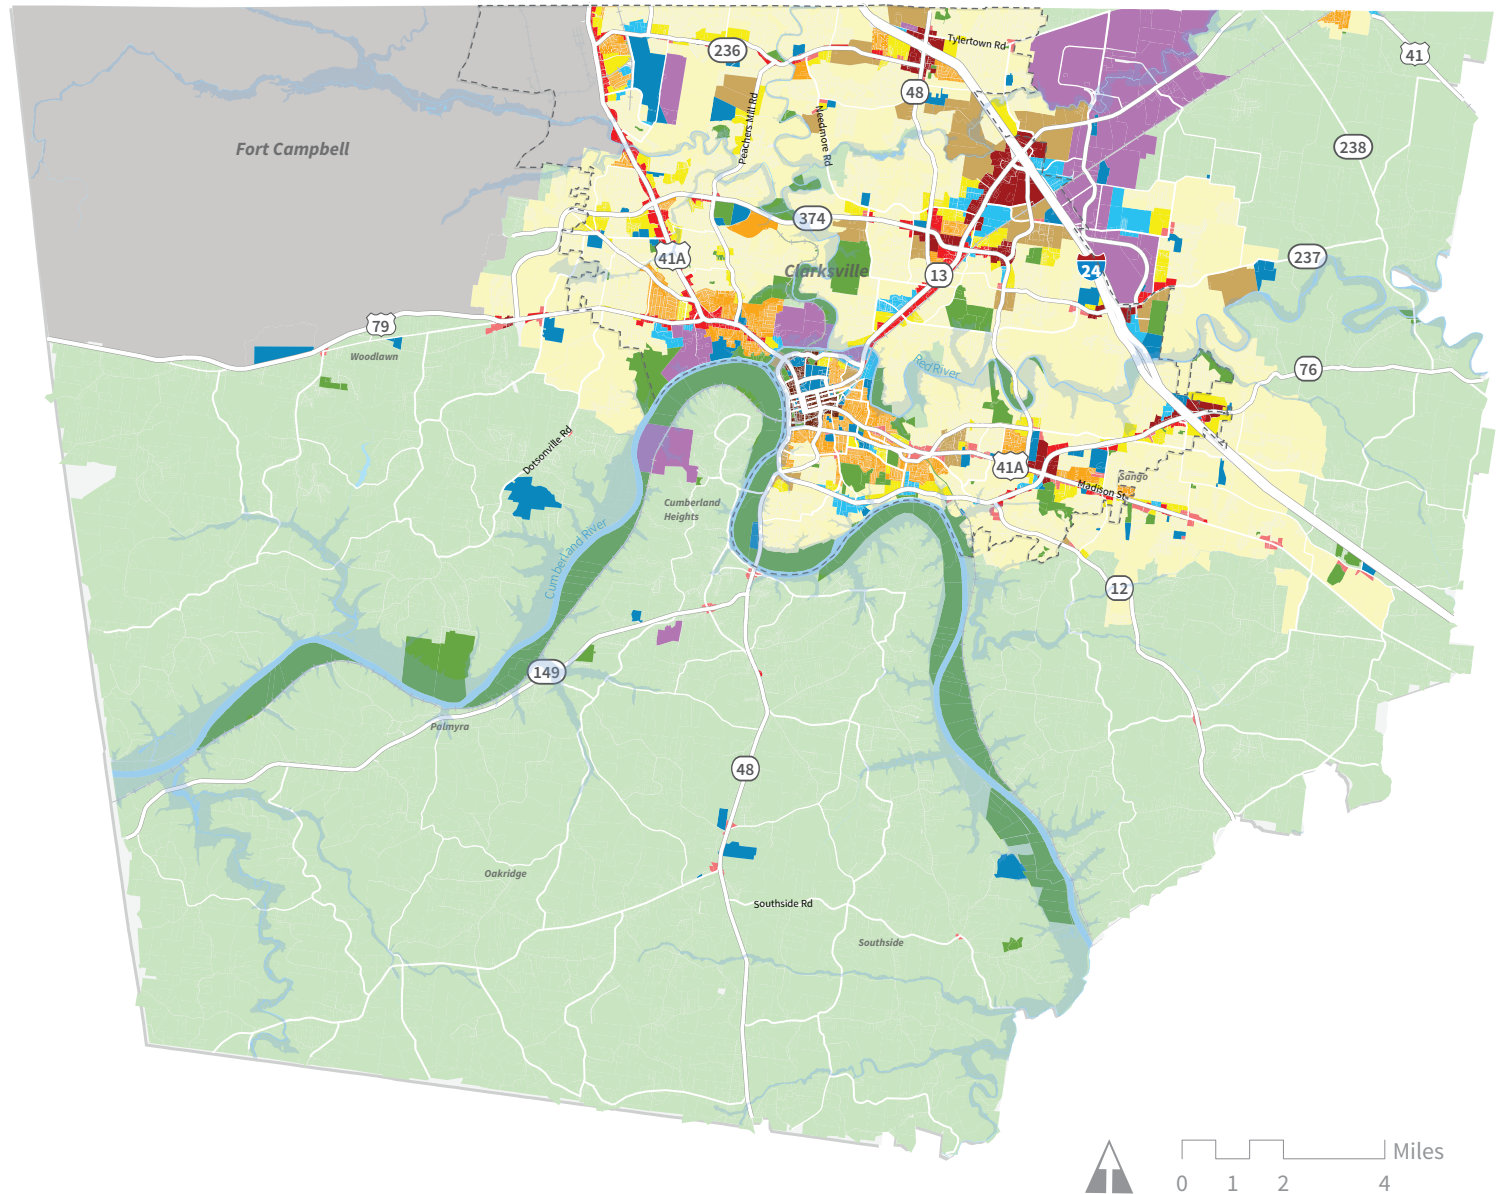 Tylertown Rd
236
41
48
Peachers Mill Rd
Needmore Rd
Fort Campbell
238
374
41A
Clarksville
237
24
13
79
Woodlawn
Red River
76
Dotsonville Rd
41A
Sango
Madison St.
Cumberland
Heights
Cumberland River
12
149
Palmyra
48
Oakridge
Southside Rd
Southside
Miles
0 1 2 4